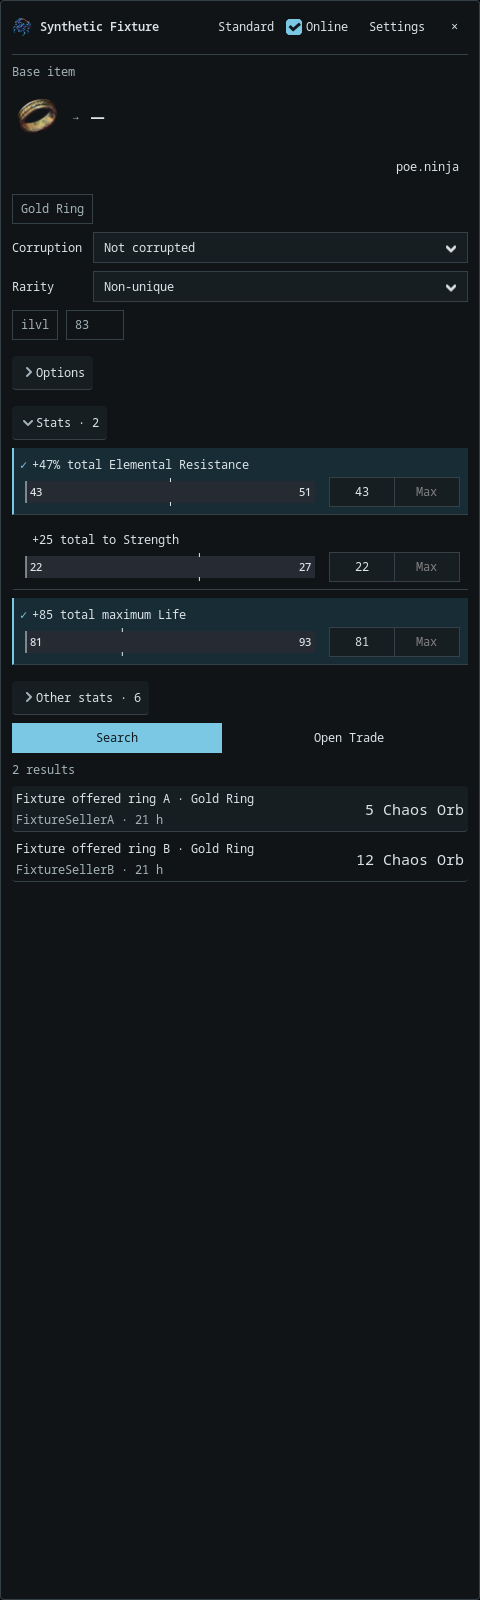 Synthetic Fixture Standard Online Settings ×
Base item
→ —
poe.ninja
Gold Ring
Corruption Not corrupted
Rarity Non-unique
ilvl 83
Options
Stats · 2
✓ +47% total Elemental Resistance
43 51 43 Max
+25 total to Strength
22 27 22 Max
✓ +85 total maximum Life
81 93 81 Max
Other stats · 6
Search Open Trade
2 results
Fixture offered ring A · Gold Ring
5 Chaos Orb
FixtureSellerA · 21 h
Fixture offered ring B · Gold Ring
12 Chaos Orb
FixtureSellerB · 21 h